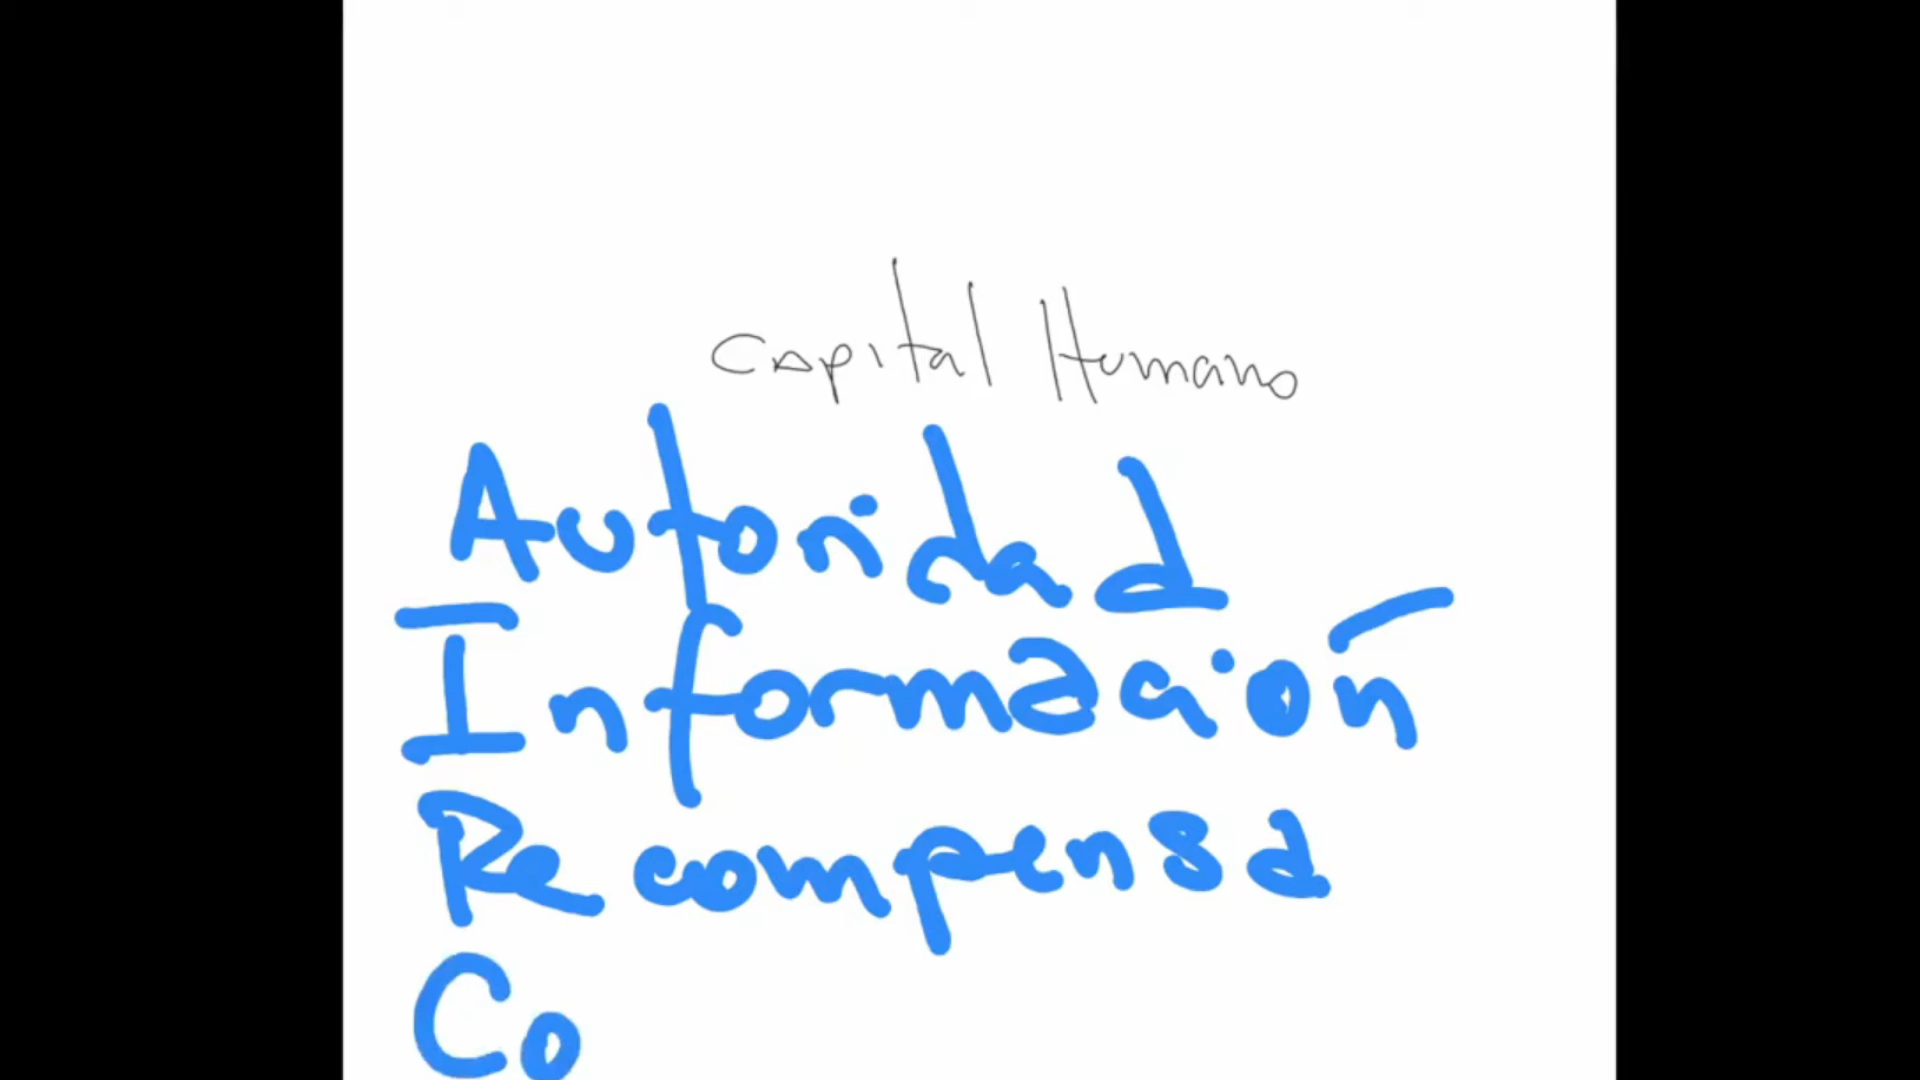 Capital Humano
Autoridad
Información
Recompensa
Co